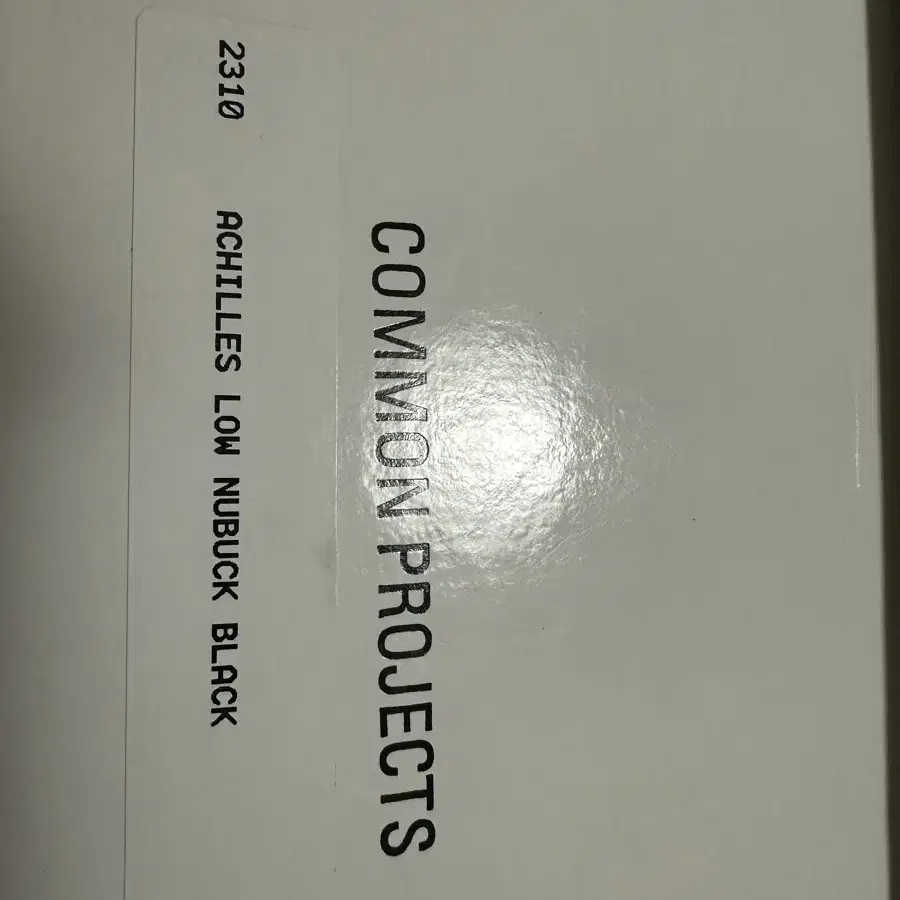 COMMON PROJECTS
2310 ACHILLES LOW NUBUCK BLACK